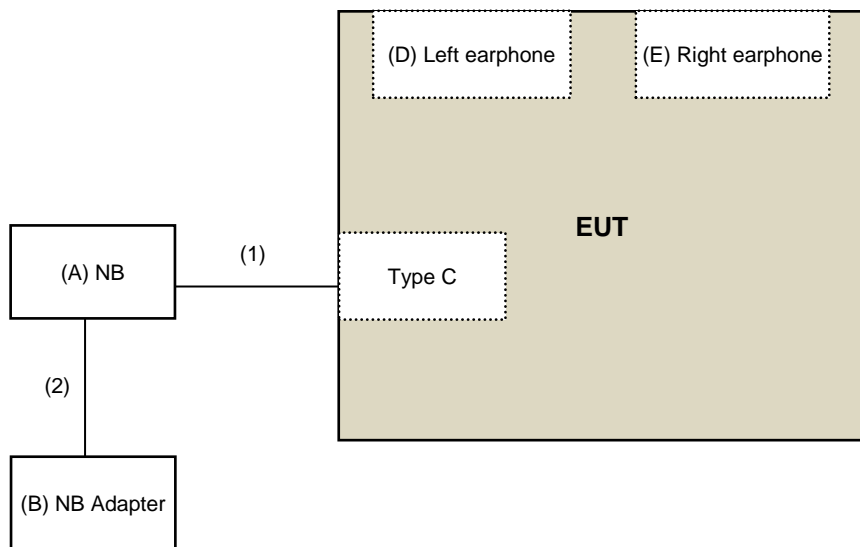 (D) Left earphone
(E) Right earphone
EUT
(1)
(A) NB
Type C
(2)
(B) NB Adapter